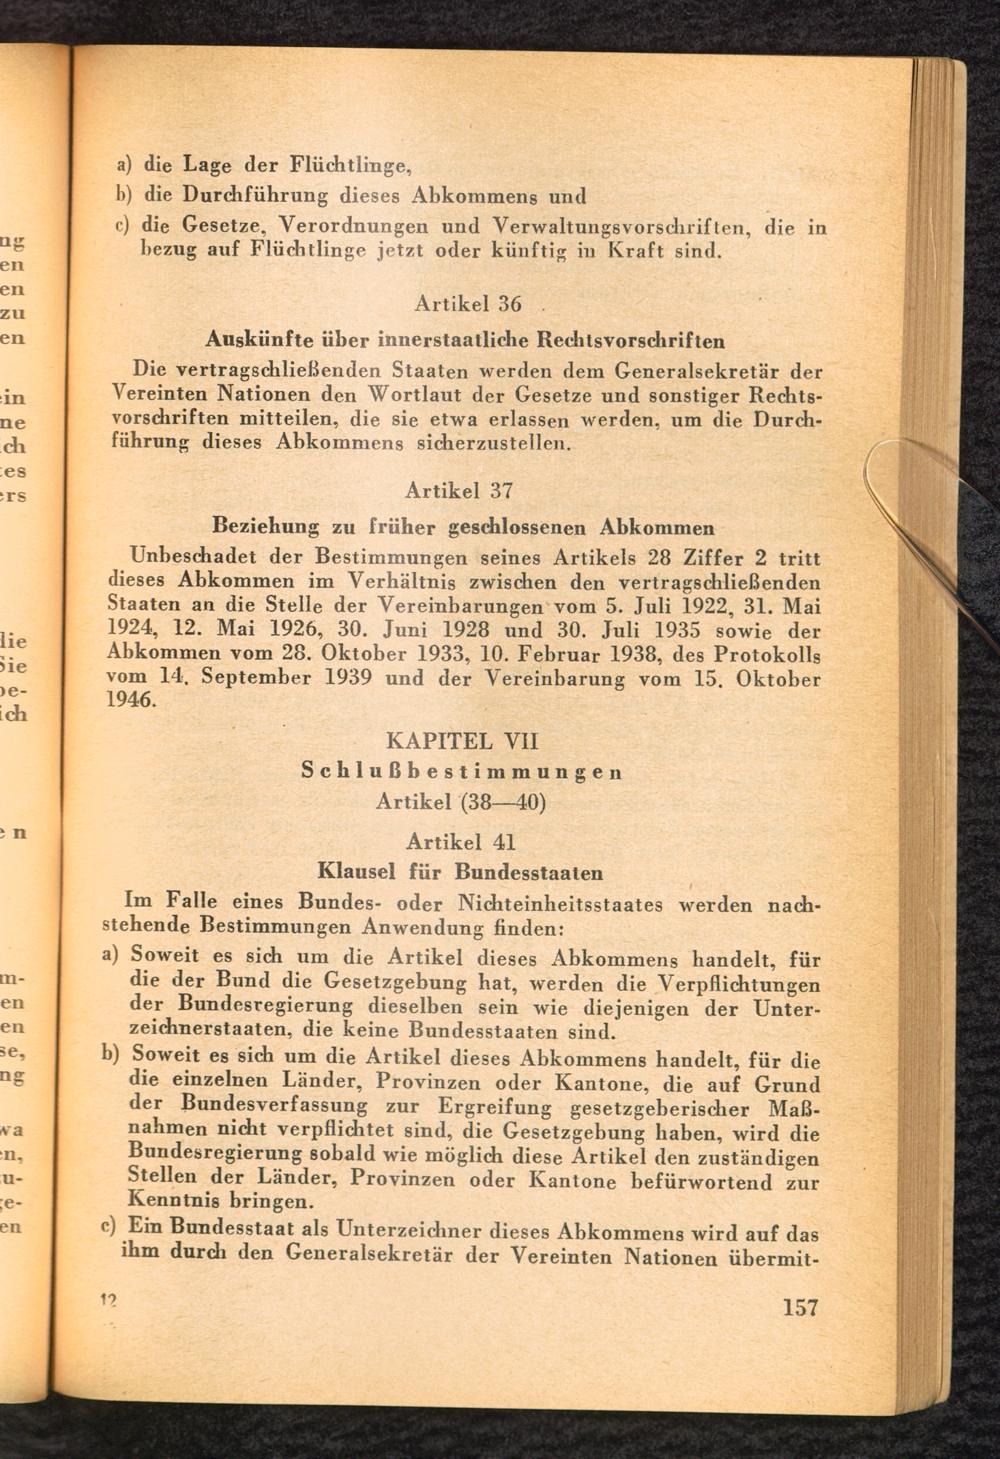 a) die Lage der Flüchtlinge,
b) die Durchführung dieses Abkommens und
c) die Gesetze, Verordnungen und Verwaltungsvorschriften, die in
bezug auf Flüchtlinge jetzt oder künftig in Kraft sind.
Artikel 36
Auskünfte über innerstaatliche Rechtsvorschriften
Die vertragschließenden Staaten werden dem Generalsekretär der
Vereinten Nationen den Wortlaut der Gesetze und sonstiger Rechts-
vorschriften mitteilen, die sie etwa erlassen werden, um die Durch-
führung dieses Abkommens sicherzustellen.
Artikel 37
Beziehung zu früher geschlossenen Abkommen
Unbeschadet der Bestimmungen seines Artikels 28 Ziffer 2 tritt
dieses Abkommen im Verhältnis zwischen den vertragschließenden
Staaten an die Stelle der Vereinbarungen vom 5. Juli 1922, 31. Mai
1924, 12. Mai 1926, 30. Juni 1928 und 30. Juli 1935 sowie der
Abkommen vom 28. Oktober 1933, 10. Februar 1938, des Protokolls
vom 14. September 1939 und der Vereinbarung vom 15. Oktober
1946.
KAPITEL VII
Schlußbestimmungen
Artikel (38—40)
Artikel 41
Klausel für Bundesstaaten
Im Falle eines Bundes- oder Nichteinheitsstaates werden nach-
stehende Bestimmungen Anwendung finden:
a) Soweit es sich um die Artikel dieses Abkommens handelt, für
die der Bund die Gesetzgebung hat, werden die Verpflichtungen
der Bundesregierung dieselben sein wie diejenigen der Unter-
zeichnerstaaten, die keine Bundesstaaten sind.
b) Soweit es sich um die Artikel dieses Abkommens handelt, für die
die einzelnen Länder, Provinzen oder Kantone, die auf Grund
der Bundesverfassung zur Ergreifung gesetzgeberischer Maß-
nahmen nicht verpflichtet sind, die Gesetzgebung haben, wird die
Bundesregierung sobald wie möglich diese Artikel den zuständigen
Stellen der Länder, Provinzen oder Kantone befürwortend zur
Kenntnis bringen.
c) Ein Bundesstaat als Unterzeichner dieses Abkommens wird auf das
ihm durch den Generalsekretär der Vereinten Nationen übermit-
12
157